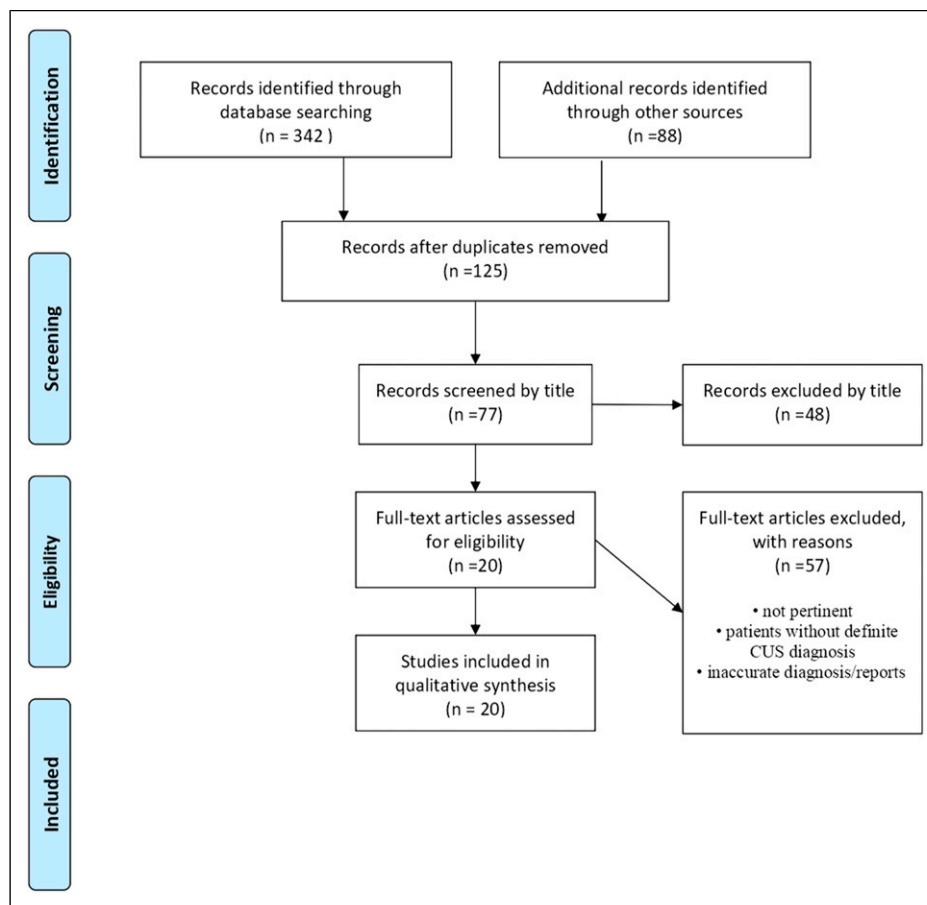 Identification
Records identified through
database searching
(n = 342 )
Additional records identified
through other sources
(n =88)
Records after duplicates removed
(n =125)
Screening
Records screened by title
(n =77)
Records excluded by title
(n =48)
Eligibility
Full-text articles assessed
for eligibility
(n =20)
Full-text articles excluded,
with reasons
(n =57)
• not pertinent
• patients without definite
CUS diagnosis
• inaccurate diagnosis/reports
Studies included in
qualitative synthesis
(n = 20)
Included